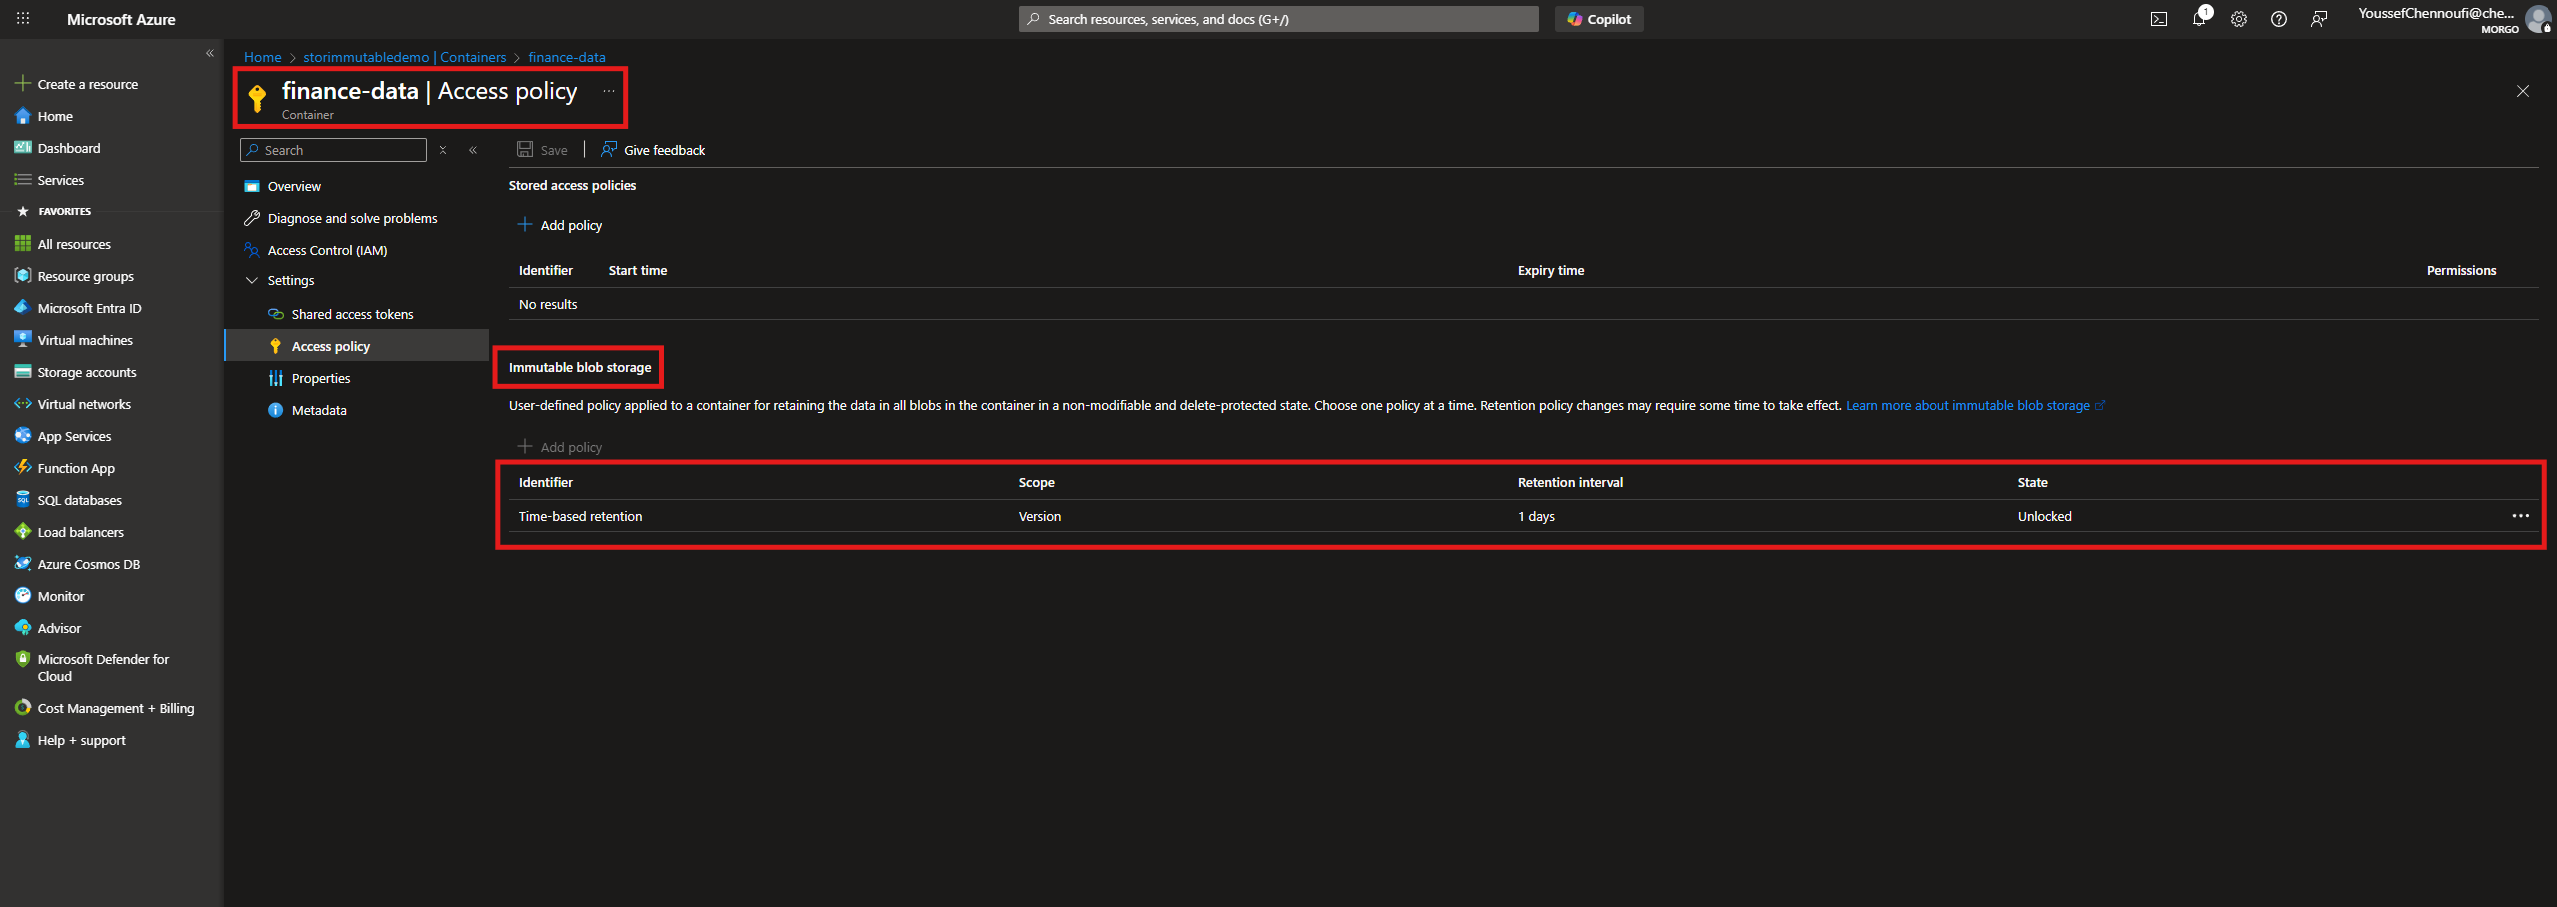 Microsoft Azure
Search resources, services, and docs (G+/)
Copilot
1
YoussefChennoufi@che...
MORGO
Create a resource
Home
Dashboard
Services
FAVORITES
All resources
Resource groups
Microsoft Entra ID
Virtual machines
Storage accounts
Virtual networks
App Services
Function App
SQL databases
Load balancers
Azure Cosmos DB
Monitor
Advisor
Microsoft Defender for
Cloud
Cost Management + Billing
Help + support
Home > storimmutabledemo | Containers > finance-data
finance-data | Access policy ...
Container
Search
Overview
Diagnose and solve problems
Access Control (IAM)
Settings
Shared access tokens
Access policy
Properties
Metadata
Save | Give feedback
Stored access policies
Add policy
Identifier Start time Expiry time Permissions
No results
Immutable blob storage
User-defined policy applied to a container for retaining the data in all blobs in the container in a non-modifiable and delete-protected state. Choose one policy at a time. Retention policy changes may require some time to take effect. Learn more about immutable blob storage
Add policy
Identifier Scope Retention interval State
Time-based retention Version 1 days Unlocked ...